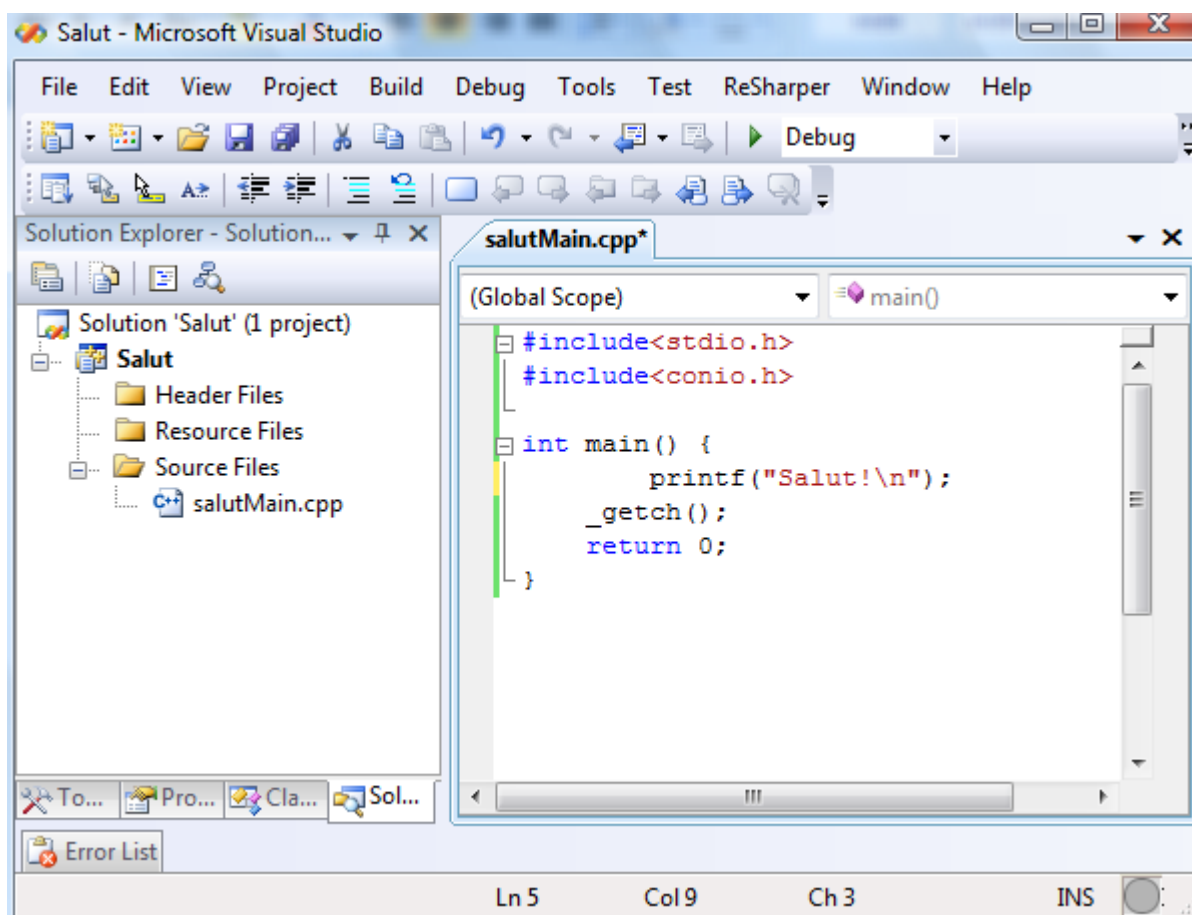 Salut - Microsoft Visual Studio
File Edit View Project Build Debug Tools Test ReSharper Window Help
Debug
Solution Explorer - Solution...
salutMain.cpp*
(Global Scope) main()
Solution 'Salut' (1 project)
Salut
Header Files
Resource Files
Source Files
salutMain.cpp
#include<stdio.h>
#include<conio.h>
int main() {
printf("Salut!\n");
_getch();
return 0;
}
To... Pro... Cla... Sol...
Error List
Ln 5 Col 9 Ch 3 INS